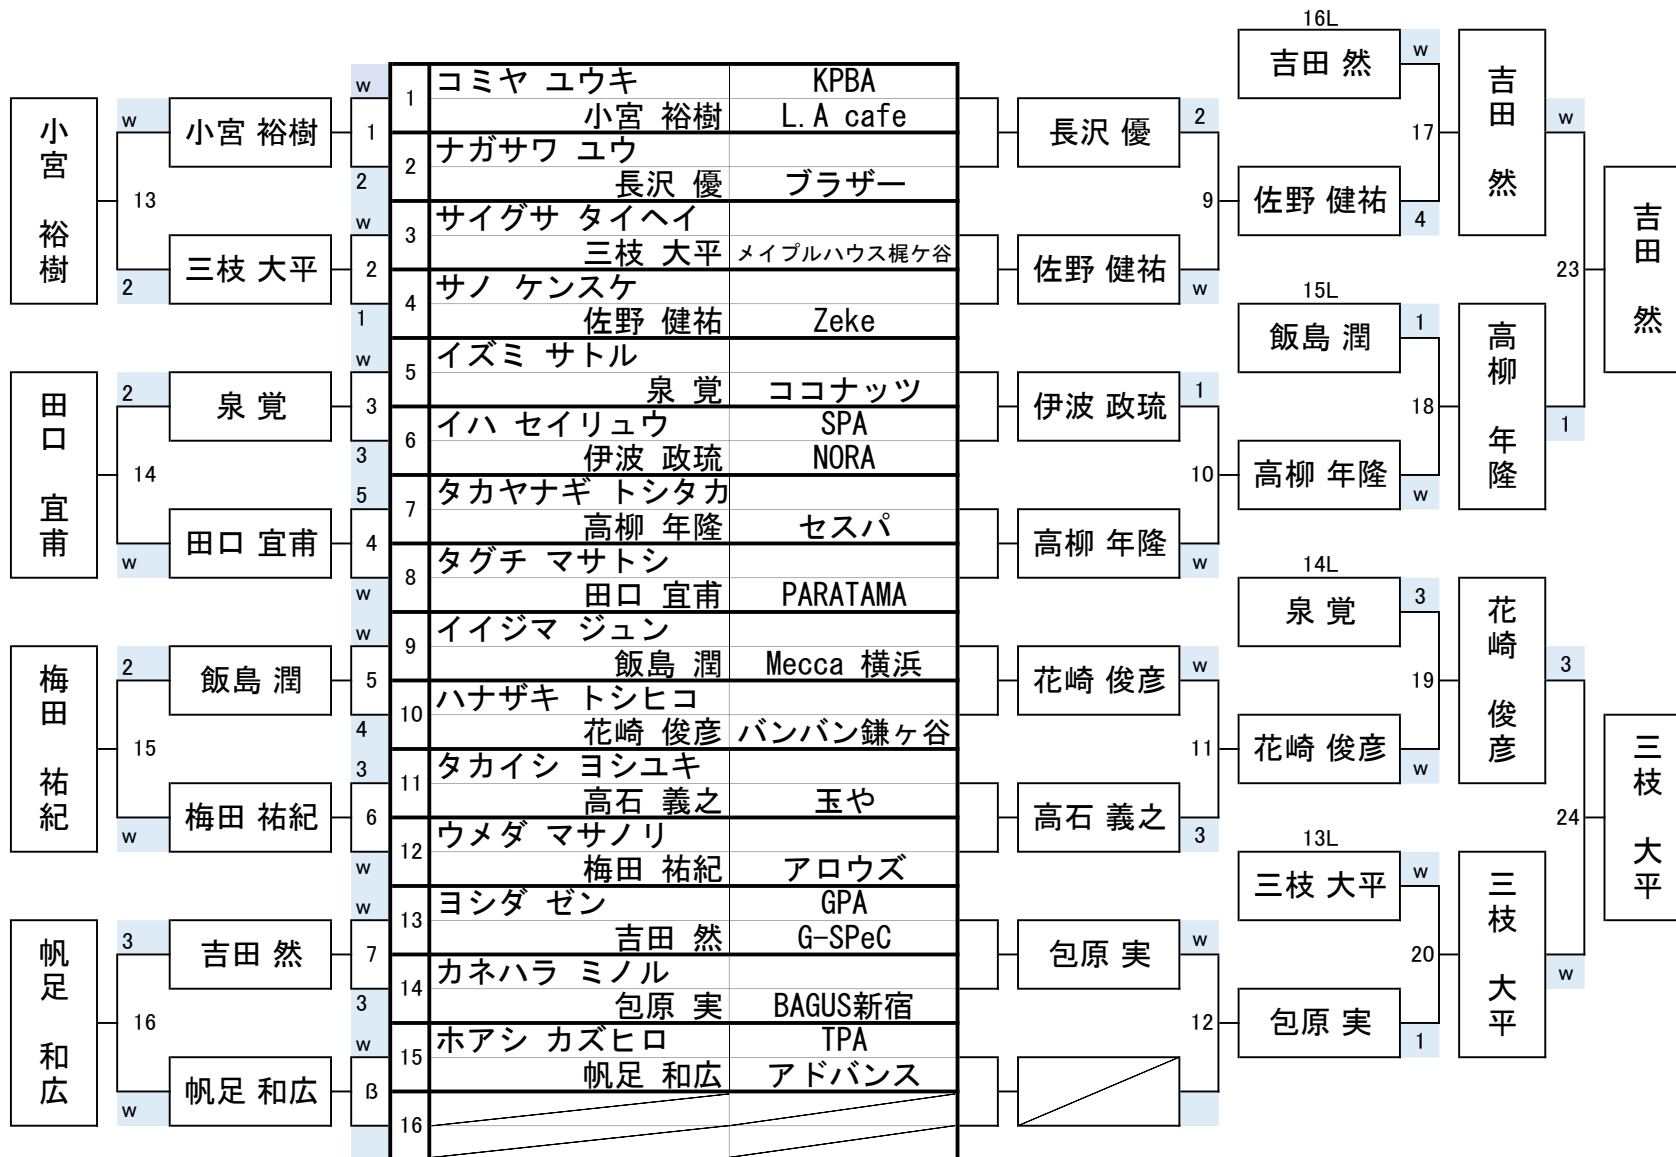 16L
吉田 然
w
吉田 然
w
w
1
コミヤ ユウキ
KPBA
小宮 裕樹
L.A cafe
小宮 裕樹
w
小宮 裕樹
1
長沢 優
2
17
2
ナガサワ ユウ
2
長沢 優
ブラザー
13
9
佐野 健祐
4
吉田 然
w
3
サイグサ タイヘイ
三枝 大平
メイプルハウス梶ケ谷
2
三枝 大平
2
佐野 健祐
w
23
4
サノ ケンスケ
1
佐野 健祐
Zeke
15L
飯島 潤
1
高柳 年隆
w
5
イズミ サトル
泉 覚
ココナッツ
田口 宜甫
2
泉 覚
3
伊波 政琉
1
18
1
6
イハ セイリュウ
SPA
3
伊波 政琉
NORA
14
10
高柳 年隆
w
5
7
タカヤナギ トシタカ
高柳 年隆
セスパ
w
田口 宜甫
4
高柳 年隆
w
8
タグチ マサトシ
w
田口 宜甫
PARATAMA
14L
泉 覚
3
花崎 俊彦
w
9
イイジマ ジュン
飯島 潤
Mecca 横浜
梅田 祐紀
2
飯島 潤
5
花崎 俊彦
w
19
3
10
ハナザキ トシヒコ
4
花崎 俊彦
バンバン鎌ヶ谷
15
11
花崎 俊彦
w
三枝 大平
3
11
タカイシ ヨシユキ
高石 義之
玉や
w
梅田 祐紀
6
高石 義之
3
24
12
ウメダ マサノリ
w
梅田 祐紀
アロウズ
13L
三枝 大平
w
三枝 大平
w
13
ヨシダ ゼン
GPA
吉田 然
G-SPeC
帆足 和広
3
吉田 然
7
包原 実
w
20
w
14
カネハラ ミノル
3
包原 実
BAGUS新宿
16
12
包原 実
1
w
15
ホアシ カズヒロ
TPA
帆足 和広
アドバンス
w
帆足 和広
ß
16